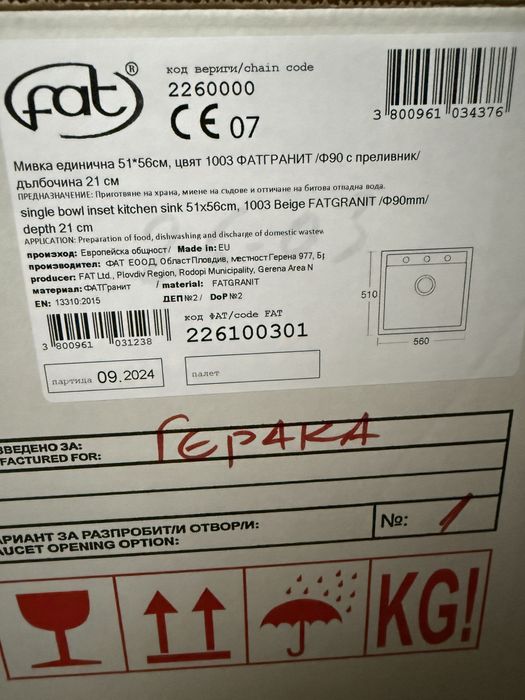 fat®
код вериги/chain code
2260000
CE 07
3 800961 034376
Мивка единична 51*56см, цвят 1003 ФАТГРАНИТ /Ф90 с преливник/
дълбочина 21 см
ПРЕДНАЗНАЧЕНИЕ: Приготвяне на храна, миене на съдове и оттичане на битова отпадна вода.
single bowl inset kitchen sink 51x56cm, 1003 Beige FATGRANIT /Ф90mm/
depth 21 cm
APPLICATION: Preparation of food, dishwashing and discharge of domestic wastew
произход: Европейска общност/ Made in: EU
производител: ФАТ ЕООД, Област Пловдив, местност Герена 977, Бр
producer: FAT Ltd., Plovdiv Region, Rodopi Municipality, Gerena Area N
материал: ФАТГранит / material: FATGRANIT
EN: 13310:2015 ДЕП №2 / DoP №2
510
560
3 800961 031238
код ФАТ/code FAT
226100301
партида 09.2024
палет
ЗВЕДЕНО ЗА:
FACTURED FOR:
ГЕРАКА
АРИАНТ ЗА РАЗПРОБИТ/И ОТВОР/И:
AUCET OPENING OPTION:
№: 1
KG!